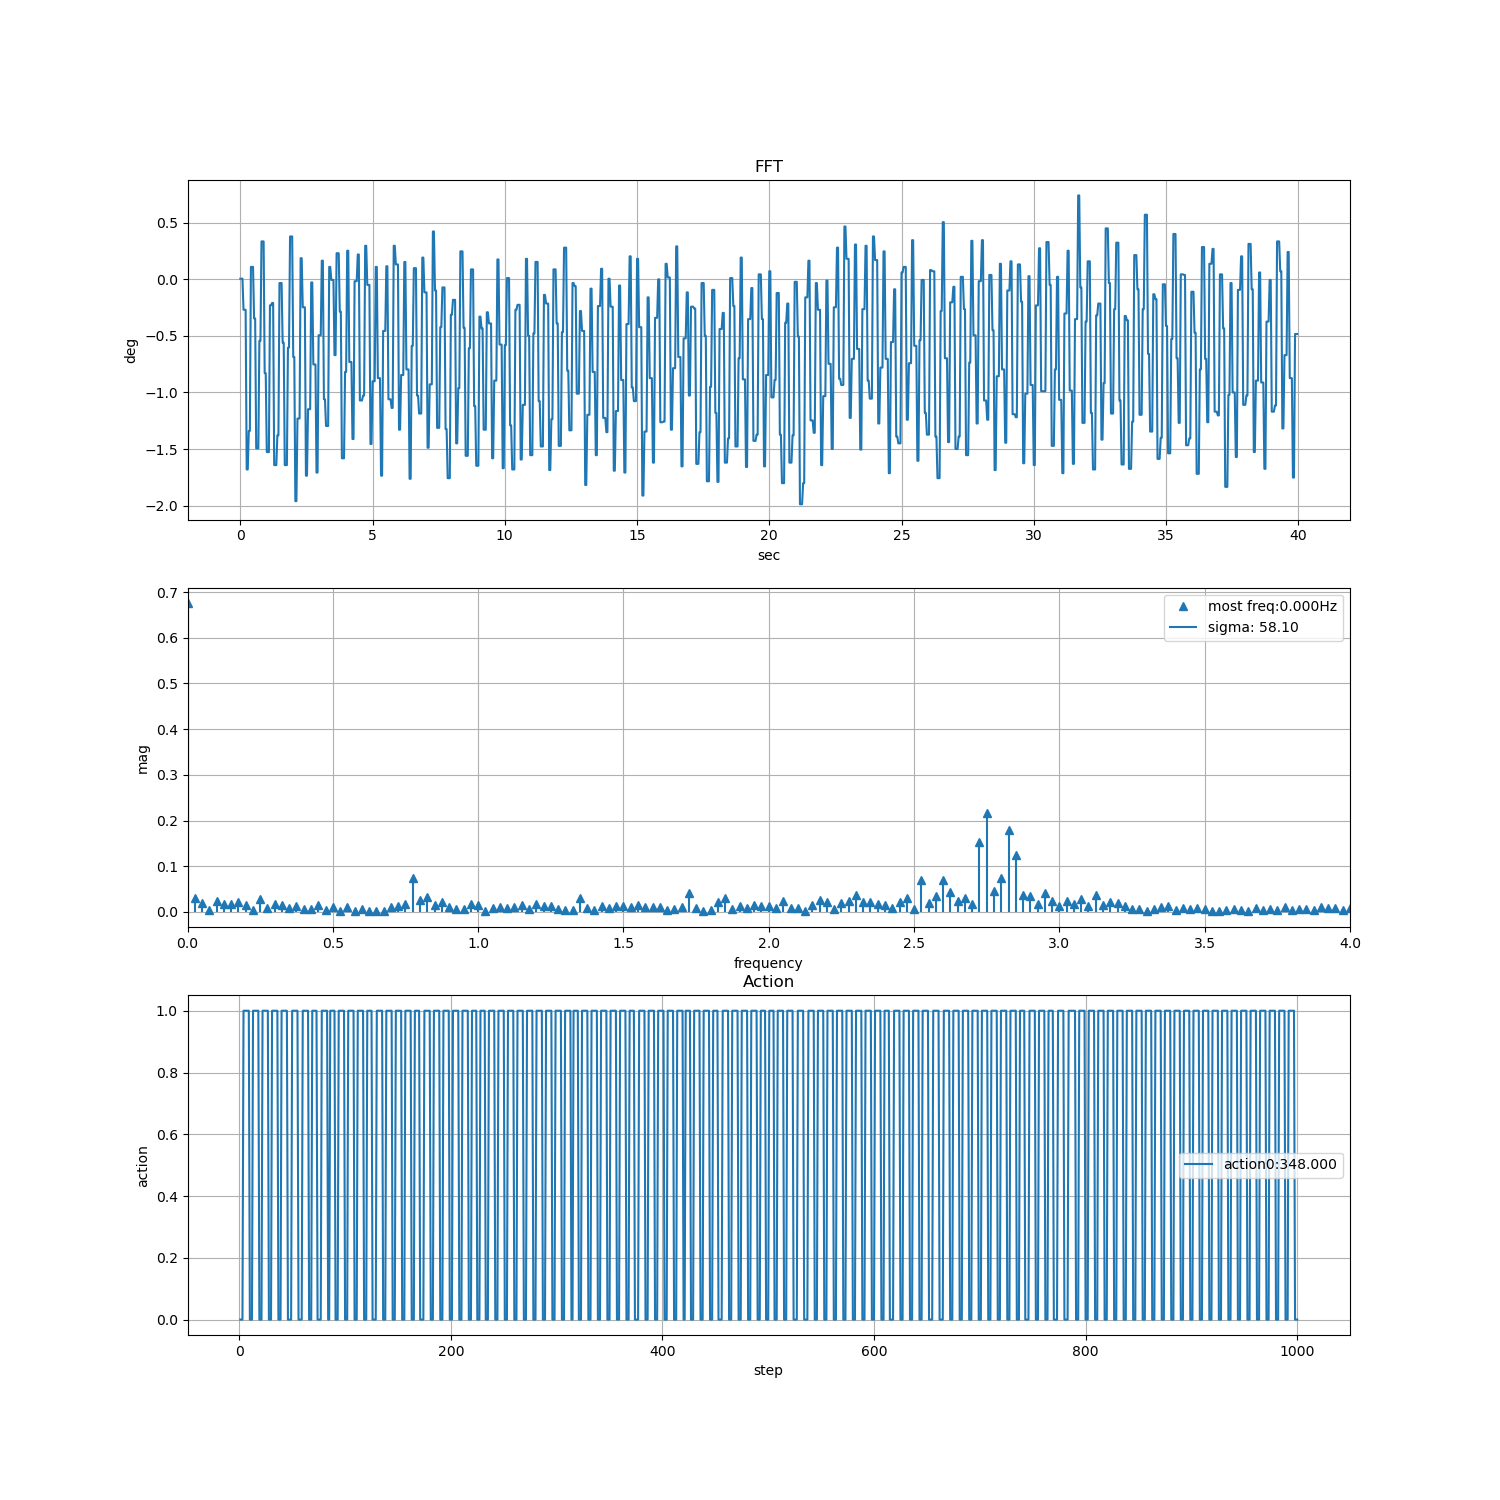 FFT
0.5
0.0
−0.5
−1.0
−1.5
−2.0
deg
0 5 10 15 20 25 30 35 40
sec
0.7
0.6
0.5
0.4
0.3
0.2
0.1
0.0
mag
most freq:0.000Hz
sigma: 58.10
0.0 0.5 1.0 1.5 2.0 2.5 3.0 3.5 4.0
frequency
Action
1.0
0.8
0.6
0.4
0.2
0.0
action
action0:348.000
0 200 400 600 800 1000
step